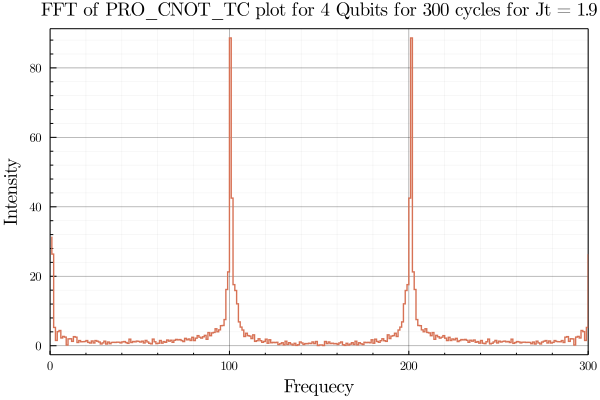 FFT of PRO_CNOT_TC plot for 4 Qubits for 300 cycles for Jt = 1.9
80
60
40
20
0
Intensity
0 100 200 300
Frequecy